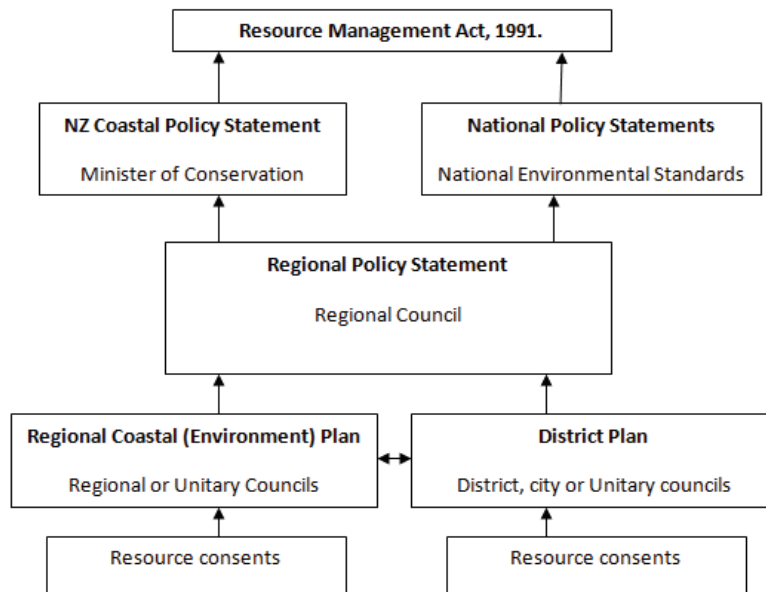 Resource Management Act, 1991.
NZ Coastal Policy Statement
Minister of Conservation
National Policy Statements
National Environmental Standards
Regional Policy Statement
Regional Council
Regional Coastal (Environment) Plan
Regional or Unitary Councils
District Plan
District, city or Unitary councils
Resource consents
Resource consents